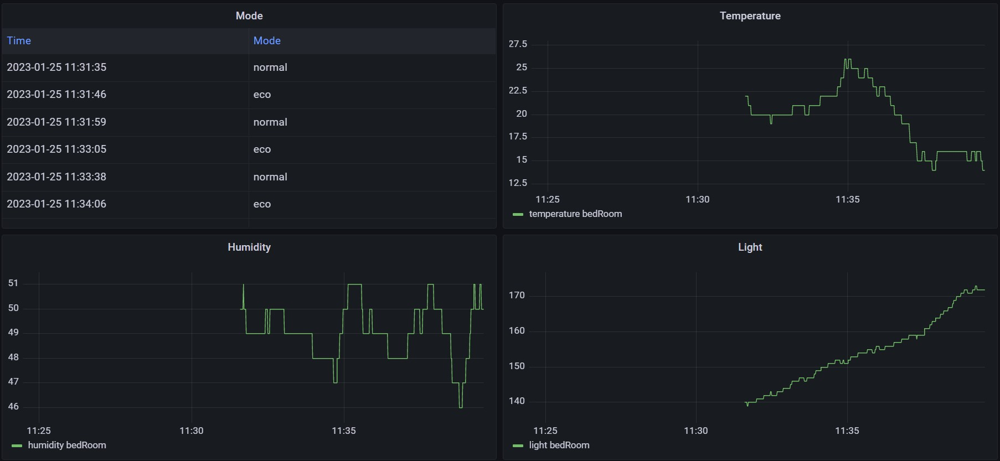 Mode
Time Mode
2023-01-25 11:31:35 normal
2023-01-25 11:31:46 eco
2023-01-25 11:31:59 normal
2023-01-25 11:33:05 eco
2023-01-25 11:33:38 normal
2023-01-25 11:34:06 eco
Temperature
27.5
25
22.5
20
17.5
15
12.5
11:25 11:30 11:35
temperature bedRoom
Humidity
51
50
49
48
47
46
11:25 11:30 11:35
humidity bedRoom
Light
170
160
150
140
11:25 11:30 11:35
light bedRoom